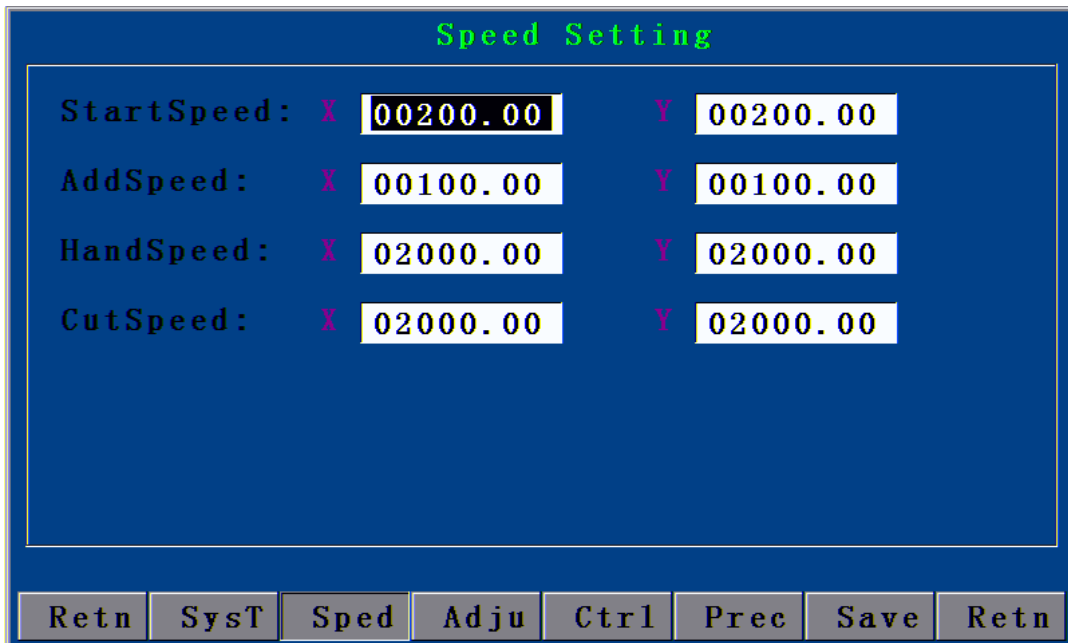 Speed Setting
StartSpeed: X 00200.00 Y 00200.00
AddSpeed: X 00100.00 Y 00100.00
HandSpeed: X 02000.00 Y 02000.00
CutSpeed: X 02000.00 Y 02000.00
Retn SysT Sped Adju Ctrl Prec Save Retn